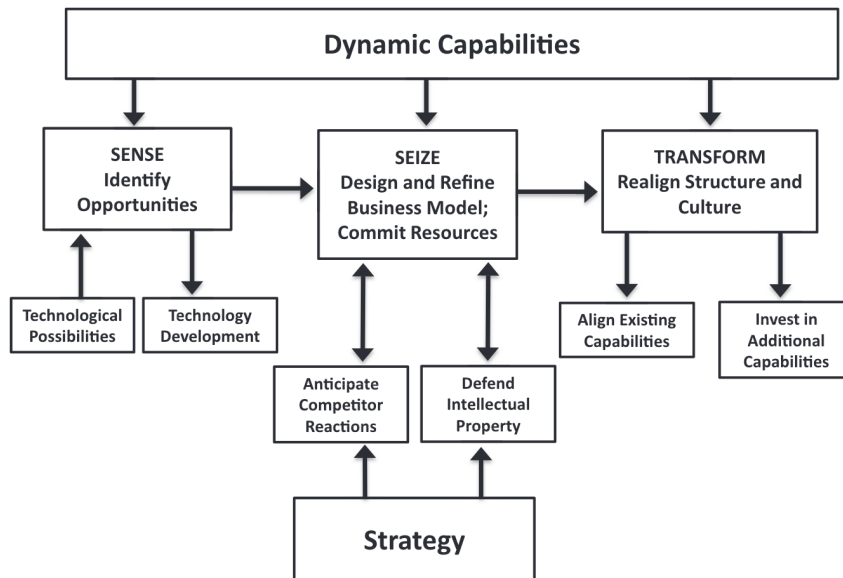 Dynamic Capabilities
SENSE
Identify
Opportunities
SEIZE
Design and Refine
Business Model;
Commit Resources
TRANSFORM
Realign Structure and
Culture
Technological
Possibilities
Technology
Development
Align Existing
Capabilities
Invest in
Additional
Capabilities
Anticipate
Competitor
Reactions
Defend
Intellectual
Property
Strategy